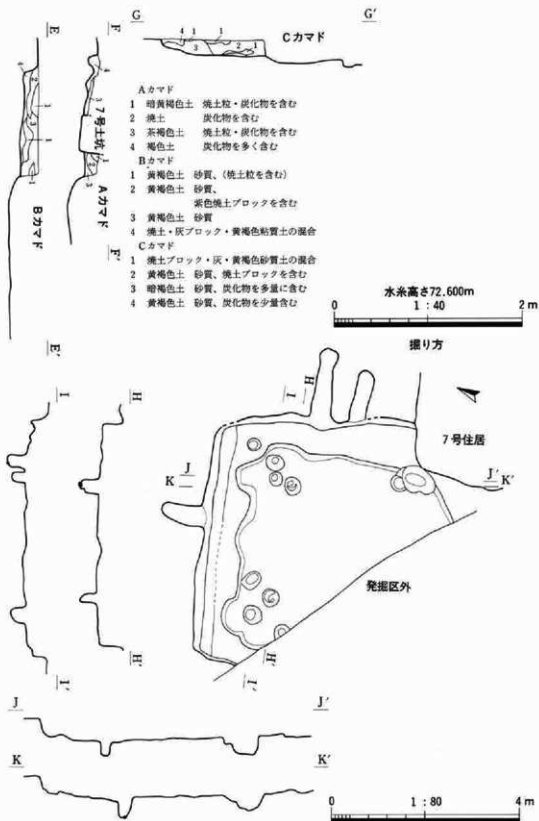 G G′
E F
Cカマド
4 1 1
3 2 1
Aカマド
1 暗黄褐色土 焼土粒・炭化物を含む
2 焼土 炭化物を含む
3 茶褐色土 焼土粒・炭化物を含む
4 褐色土 炭化物を多く含む
Bカマド
1 黄褐色土 砂質、(焼土粒を含む)
2 黄褐色土 砂質、
紫色焼土ブロックを含む
3 黄褐色土 砂質
4 焼土・灰ブロック・黄褐色粘質土の混合
Cカマド
1 焼土ブロック・灰・黄褐色砂質土の混合
2 黄褐色土 砂質、焼土ブロックを含む
3 暗褐色土 砂質、炭化物を多量に含む
4 黄褐色土 砂質、炭化物を少量含む
7号土坑
Aカマド
Bカマド
F′
E′
水糸高さ72.600m
0 1：40 2m
掘り方
I H
I H
7号住居
J J′
K K′
発掘区外
H′
I′
H′
I′
J J′
K K′
0 1：80 4m